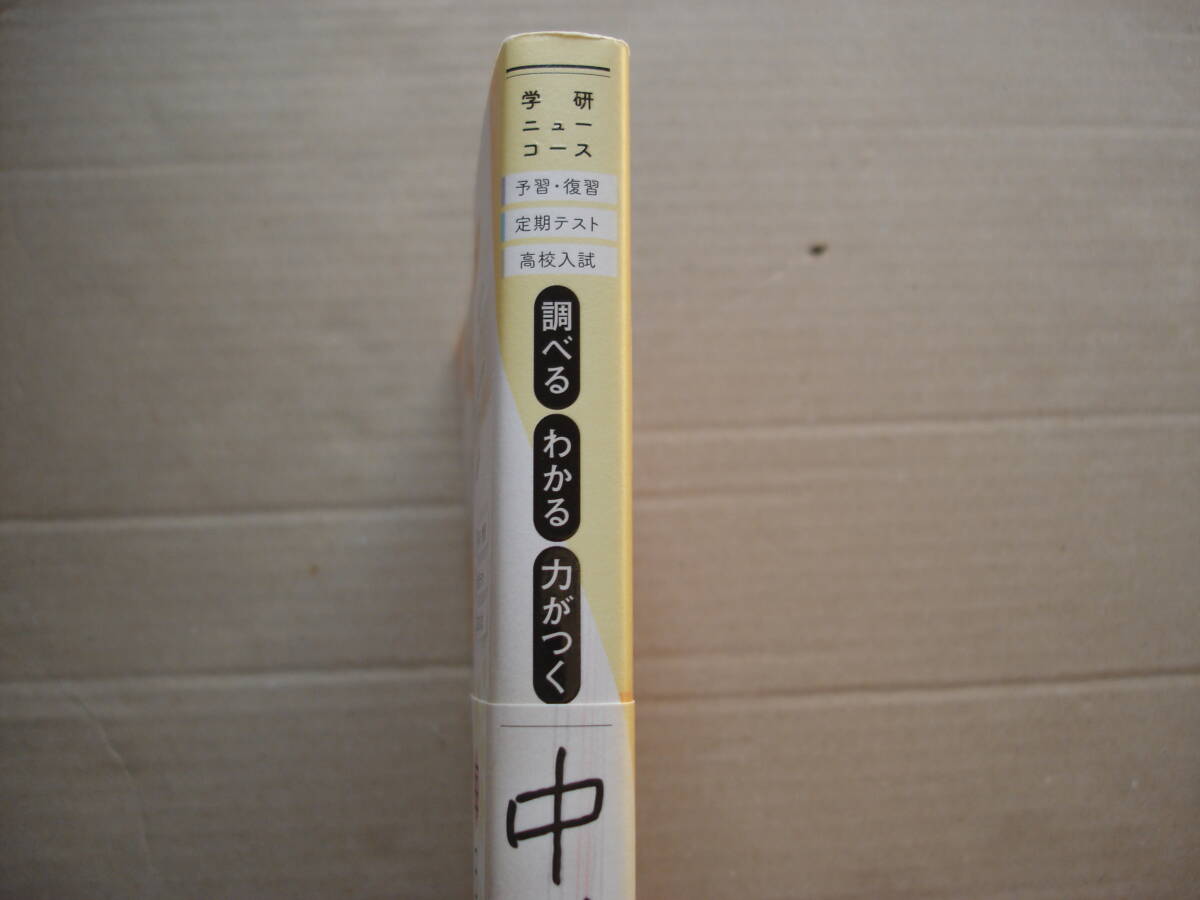 学研
ニュー
コース
予習・復習
定期テスト
高校入試
調べる
わかる
力がつく
中